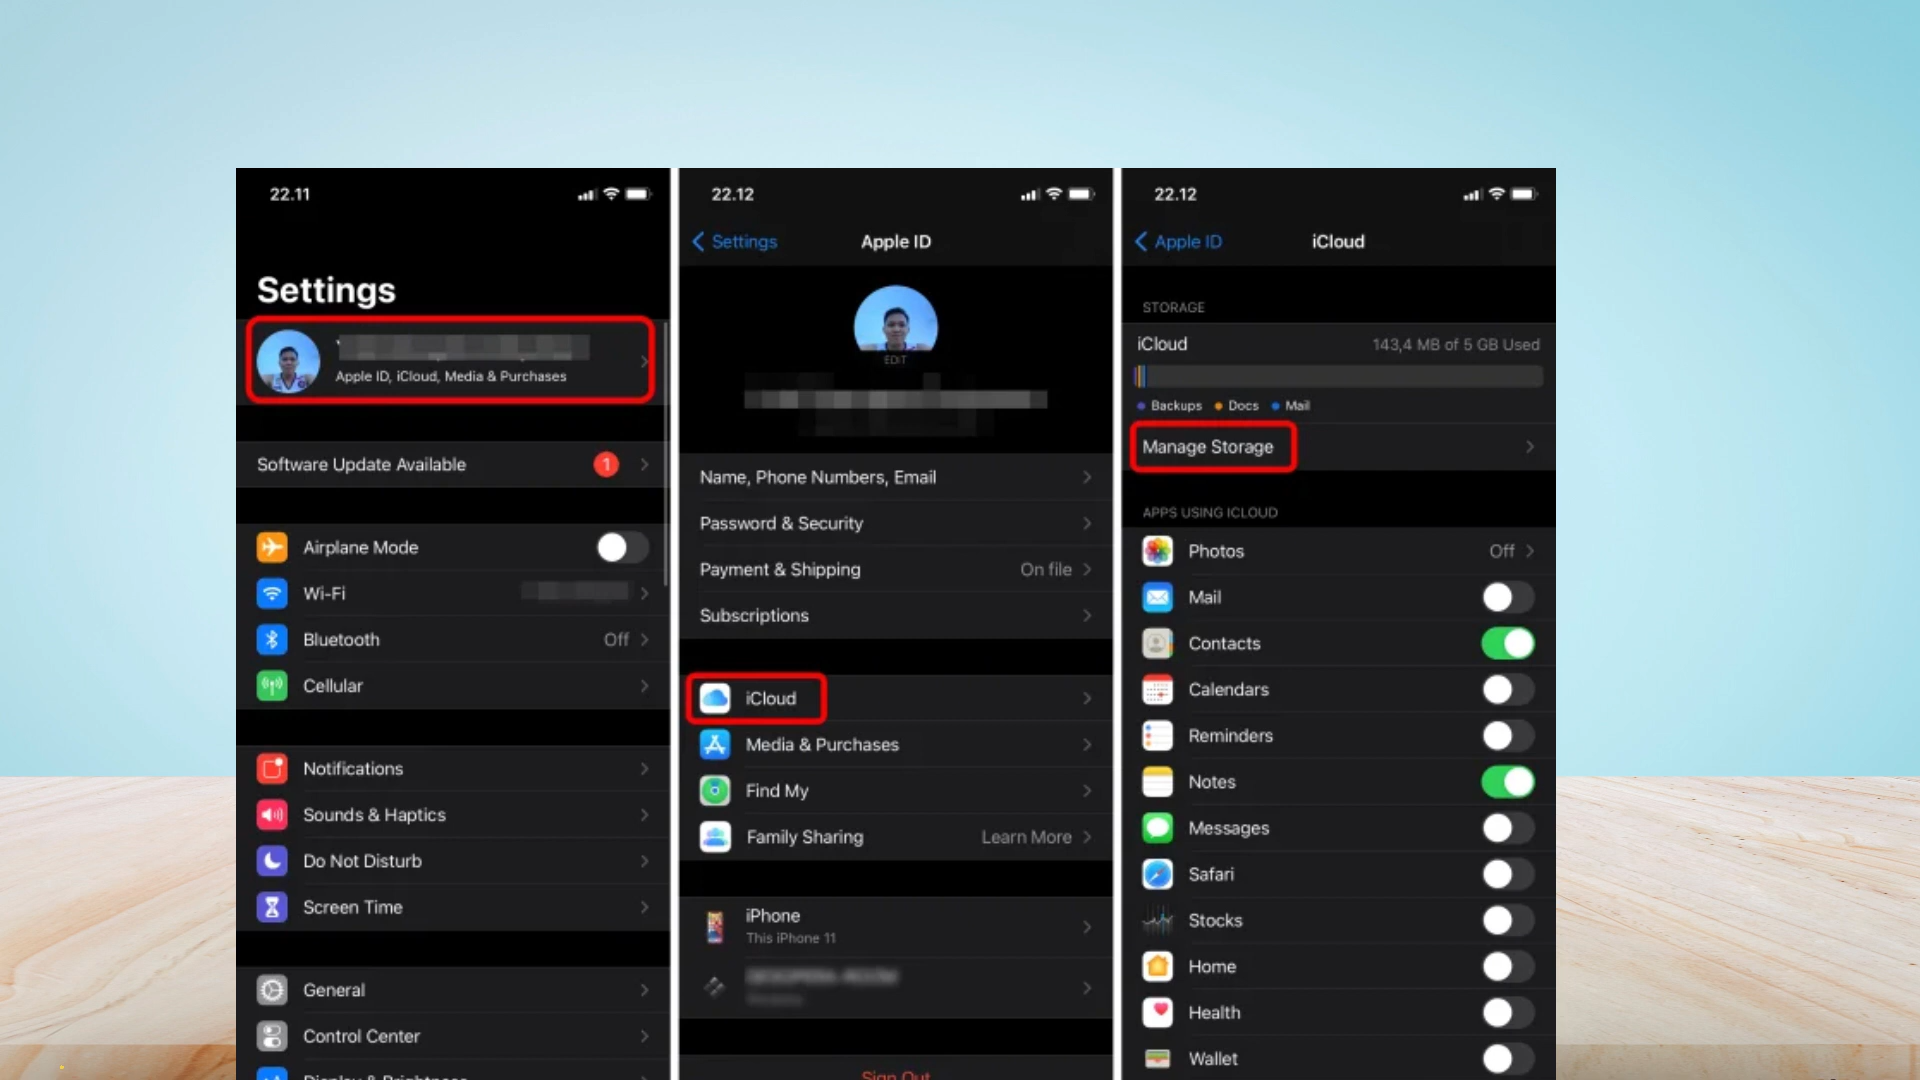 22.11
Settings
Apple ID, iCloud, Media & Purchases
Software Update Available
1
Airplane Mode
Wi-Fi
Bluetooth
Off
Cellular
Notifications
Sounds & Haptics
Do Not Disturb
Screen Time
General
Control Center
22.12
Settings
Apple ID
EDIT
Name, Phone Numbers, Email
Password & Security
Payment & Shipping
On file
Subscriptions
iCloud
Media & Purchases
Find My
Family Sharing
Learn More
iPhone
This iPhone 11
Sign Out
22.12
Apple ID
iCloud
STORAGE
iCloud
143,4 MB of 5 GB Used
Backups Docs Mail
Manage Storage
APPS USING ICLOUD
Photos
Off
Mail
Contacts
Calendars
Reminders
Notes
Messages
Safari
Stocks
Home
Health
Wallet